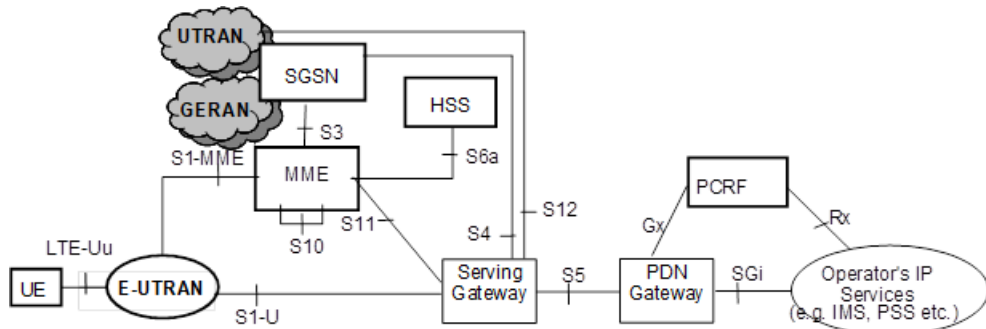 UTRAN
SGSN
GERAN
HSS
S3
S6a
S1-MME
MME
PCRF
S12
S11
Gx
Rx
S10
S4
LTE-Uu
Serving
Gateway
PDN
Gateway
Operator's IP
Services
(e.g. IMS, PSS etc.)
S5
SGi
UE
E-UTRAN
S1-U